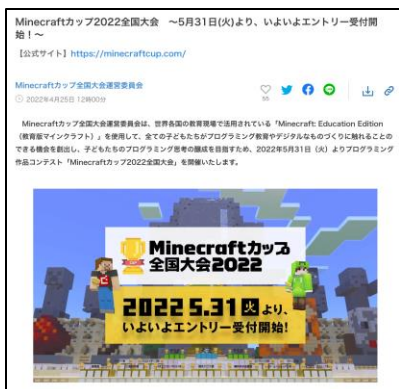 Minecraftカップ2022全国大会　～5月31日(火)より、いよいよエントリー受付開
始！～
【公式サイト】https://minecraftcup.com/
Minecraftカップ全国大会運営委員会
2022年4月25日 12時00分
Minecraftカップ全国大会運営委員会は、世界各国の教育現場で活用されている「Minecraft: Education Edition
（教育版マインクラフト）」を使用して、全ての子どもたちがプログラミング教育やデジタルなものづくりに触れることの
できる機会を創出し、子どもたちのプログラミング思考の醸成を目指すため、2022年5月31日（火）よりプログラミング
作品コンテスト「Minecraftカップ2022全国大会」を開催いたします。
Minecraftカップ
全国大会2022
2022 5.31 火 より、
いよいよエントリー受付開始!